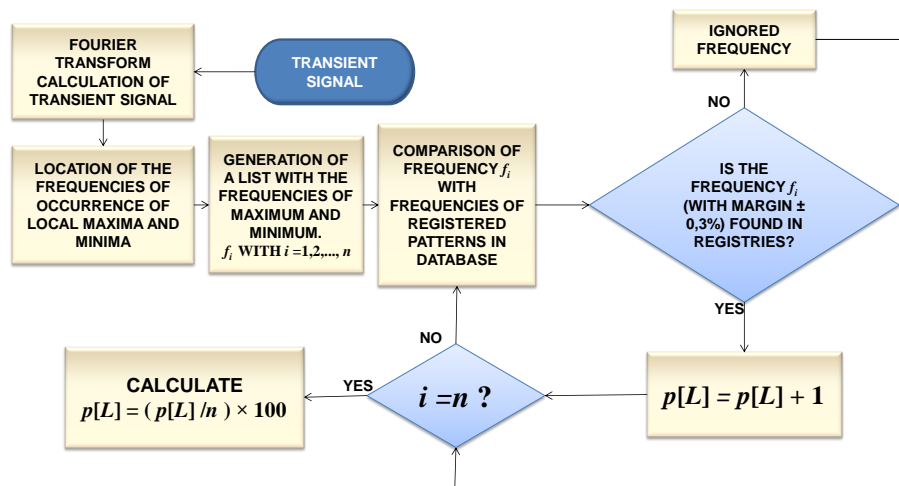 TRANSIENT
SIGNAL
FOURIER
TRANSFORM
CALCULATION OF
TRANSIENT SIGNAL
LOCATION OF THE
FREQUENCIES OF
OCCURRENCE OF
LOCAL MAXIMA AND
MINIMA
GENERATION OF
A LIST WITH THE
FREQUENCIES OF
MAXIMUM AND
MINIMUM.
f_i WITH i =1,2,..., n
COMPARISON OF
FREQUENCY f_i
WITH
FREQUENCIES OF
REGISTERED
PATTERNS IN
DATABASE
IS THE
FREQUENCY f_i
(WITH MARGIN ±
0,3%) FOUND IN
REGISTRIES?
NO
IGNORED
FREQUENCY
YES
p[L] = p[L] + 1
i =n ?
NO
YES
CALCULATE
p[L] = ( p[L] /n ) × 100